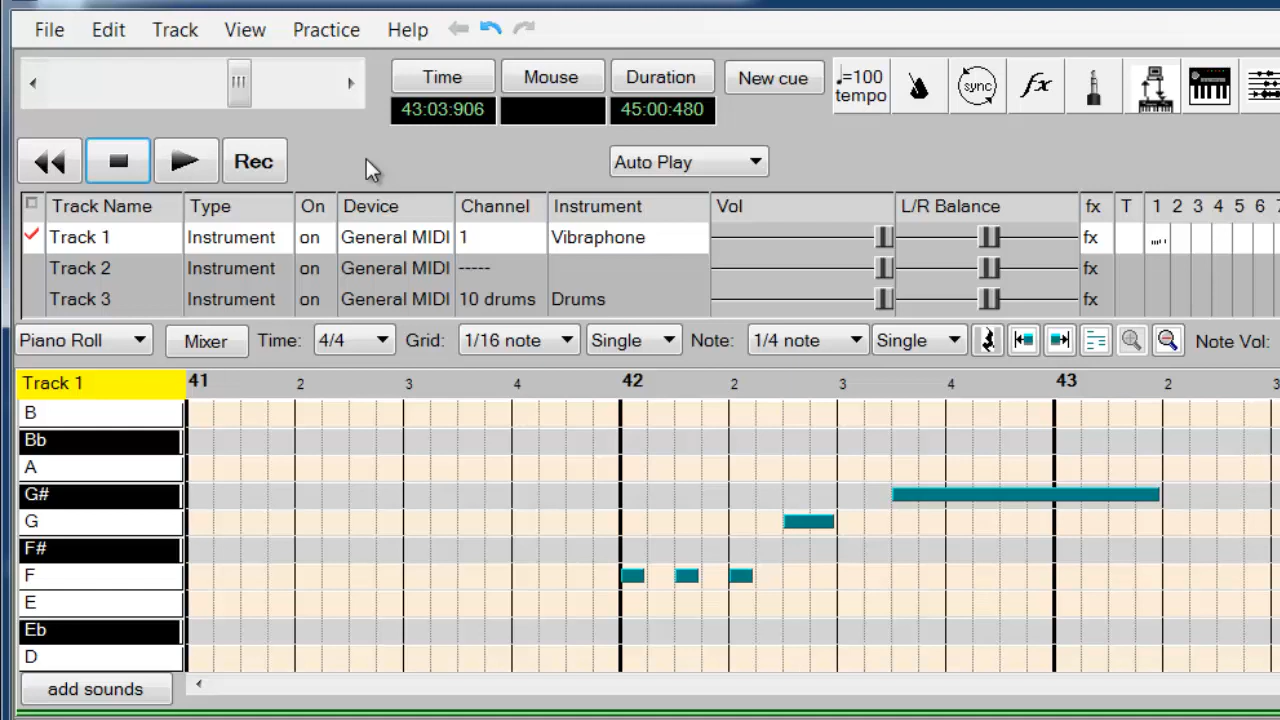 File Edit Track View Practice Help
Time Mouse Duration New cue ♩=100 tempo sync fx
43:03:906 45:00:480
Rec Auto Play
Track Name Type On Device Channel Instrument Vol L/R Balance fx T 1 2 3 4 5 6 7
Track 1 Instrument on General MIDI 1 Vibraphone fx
Track 2 Instrument on General MIDI ----- fx
Track 3 Instrument on General MIDI 10 drums Drums fx
Piano Roll Mixer Time: 4/4 Grid: 1/16 note Single Note: 1/4 note Single Note Vol:
Track 1 41 2 3 4 42 2 3 4 43 2 3
B
Bb
A
G#
G
F#
F
E
Eb
D
add sounds